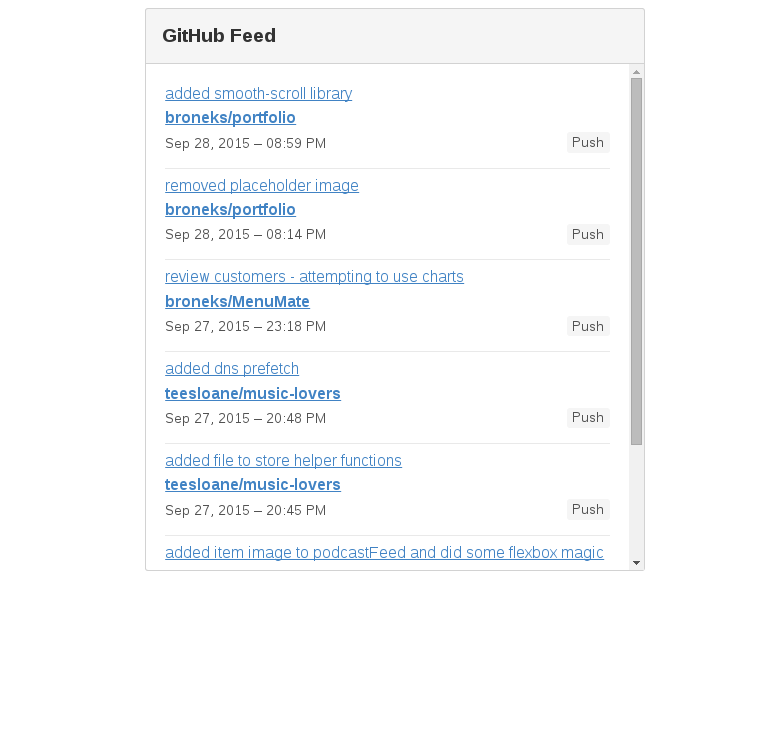 GitHub Feed
added smooth-scroll library
broneks/portfolio
Sep 28, 2015 – 08:59 PM Push
removed placeholder image
broneks/portfolio
Sep 28, 2015 – 08:14 PM Push
review customers - attempting to use charts
broneks/MenuMate
Sep 27, 2015 – 23:18 PM Push
added dns prefetch
teesloane/music-lovers
Sep 27, 2015 – 20:48 PM Push
added file to store helper functions
teesloane/music-lovers
Sep 27, 2015 – 20:45 PM Push
added item image to podcastFeed and did some flexbox magic